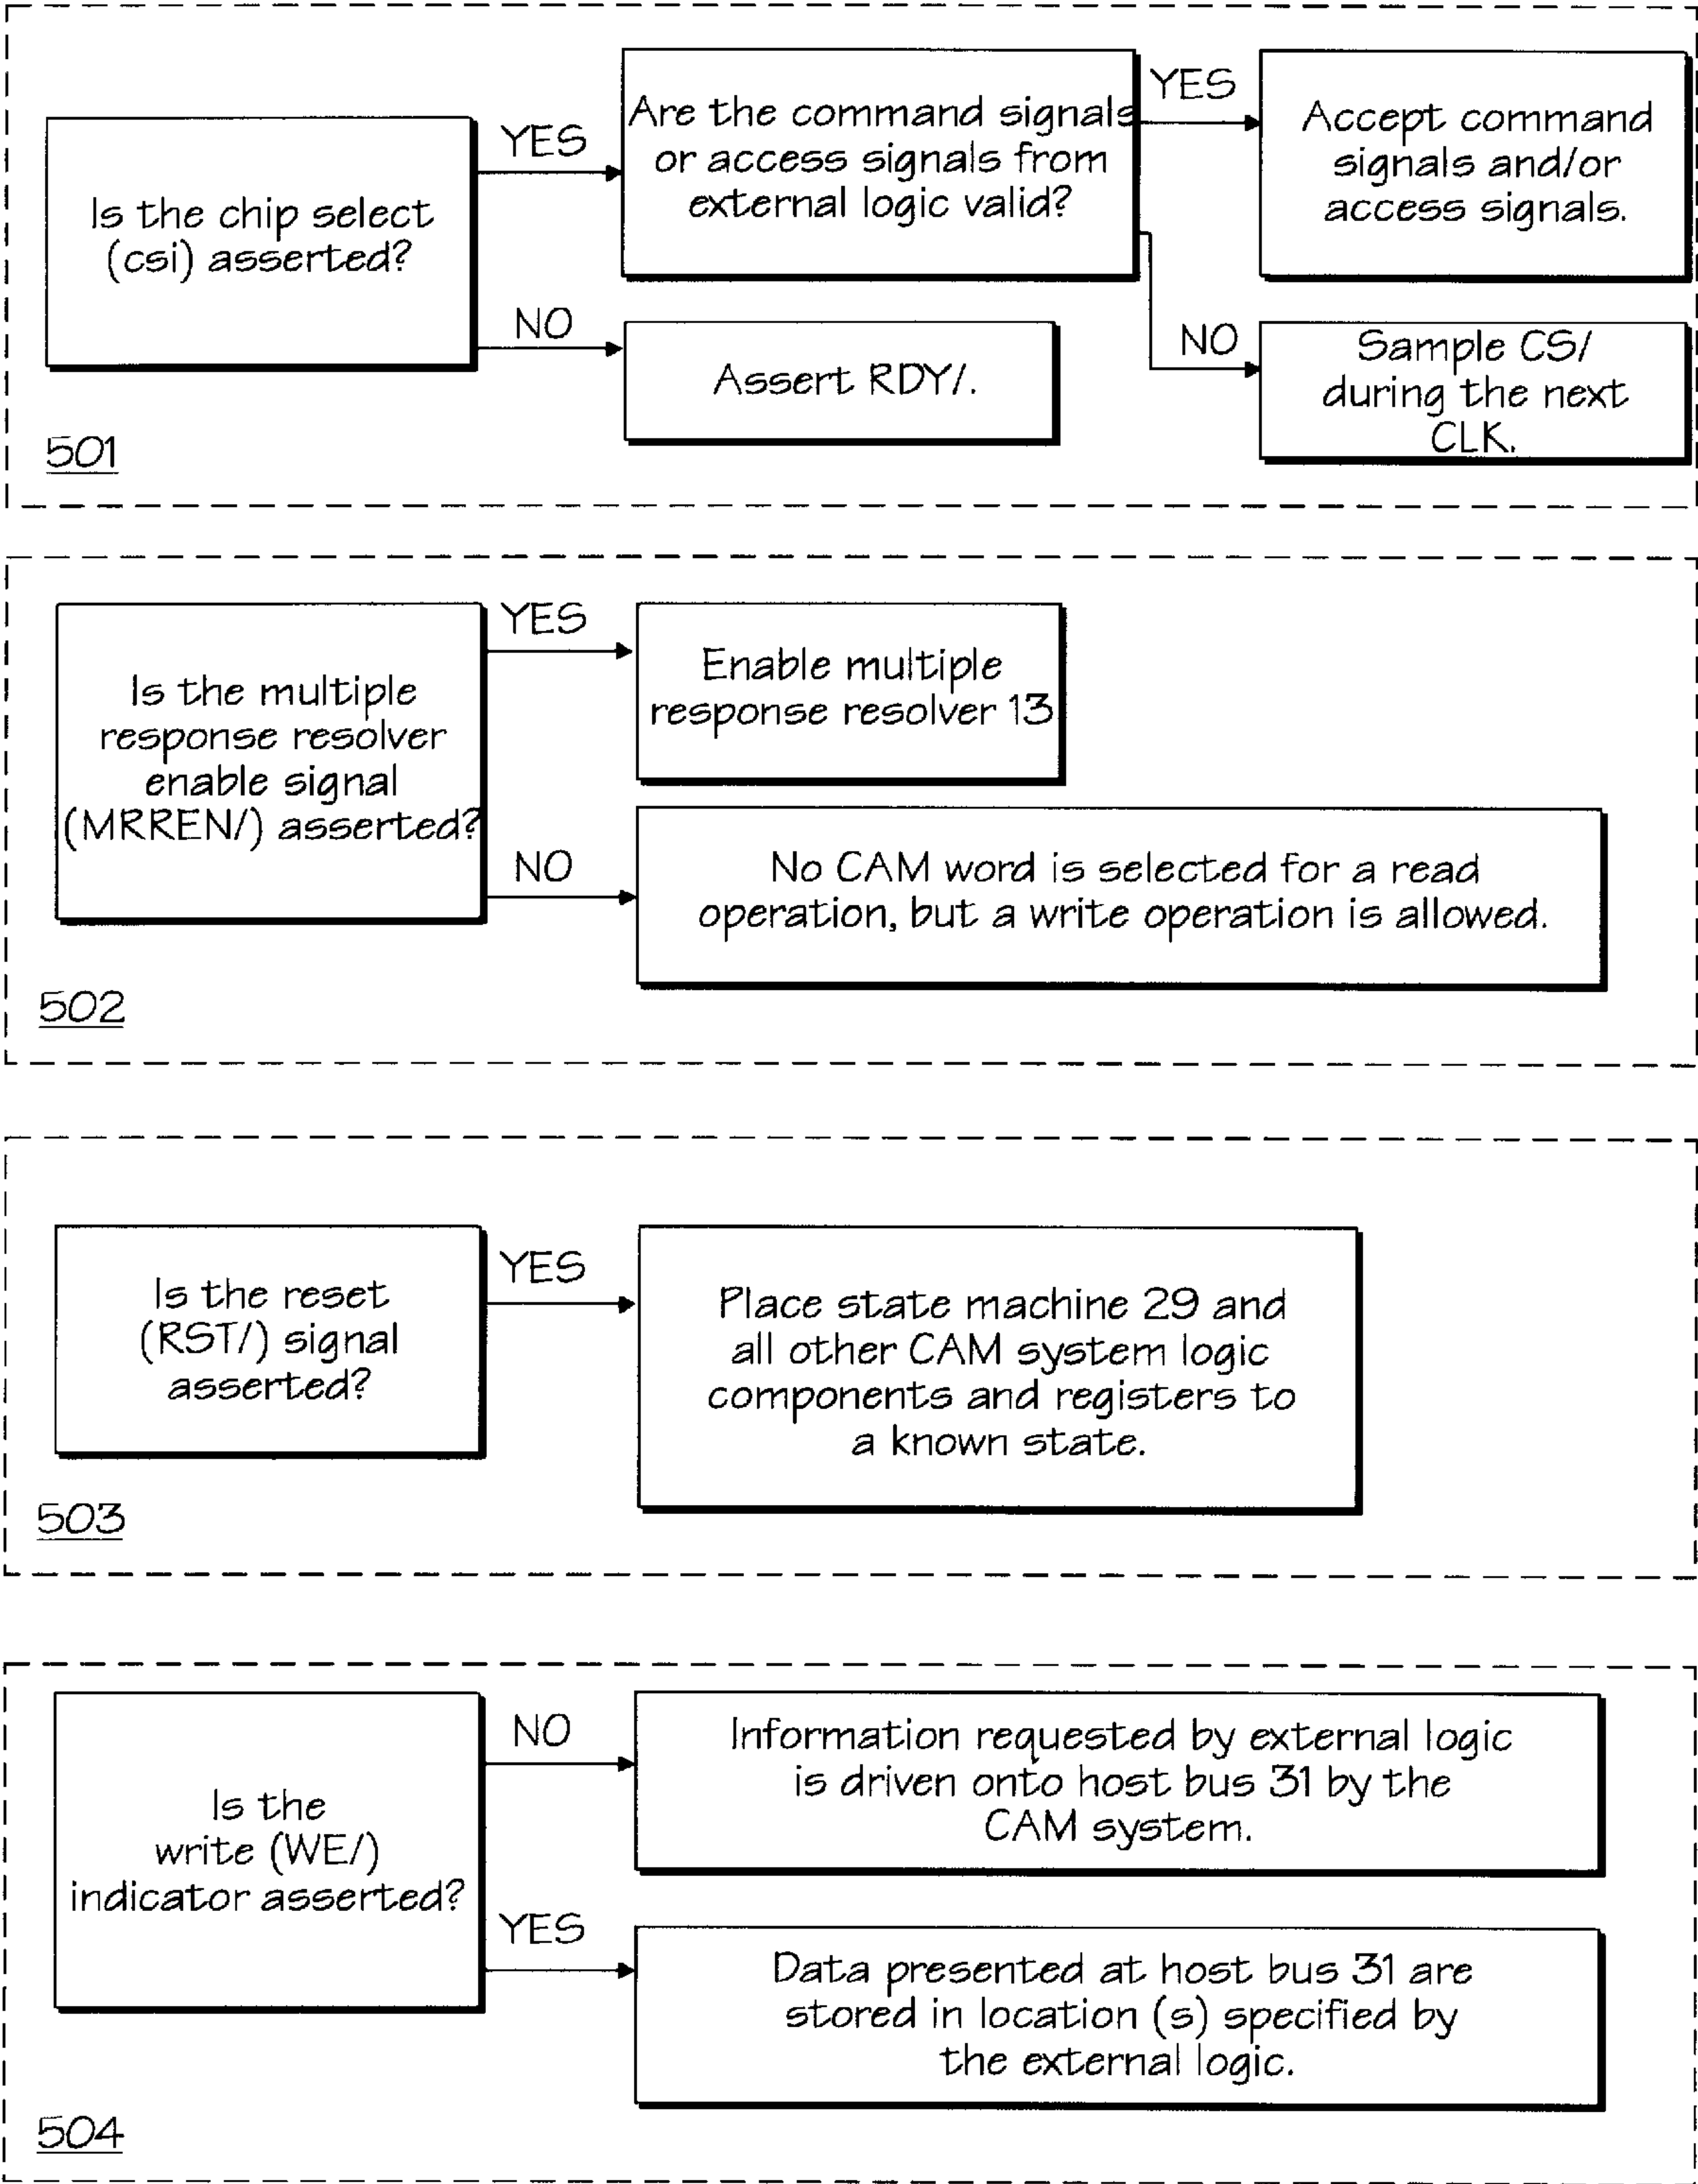 Is the chip select
(csi) asserted?
YES
NO
Are the command signals
or access signals from
external logic valid?
Assert RDY/.
YES
NO
Accept command
signals and/or
access signals.
Sample CS/
during the next
CLK.
501
Is the multiple
response resolver
enable signal
(MRREN/) asserted?
YES
NO
Enable multiple
response resolver 13
No CAM word is selected for a read
operation, but a write operation is allowed.
502
Is the reset
(RST/) signal
asserted?
YES
Place state machine 29 and
all other CAM system logic
components and registers to
a known state.
503
Is the
write (WE/)
indicator asserted?
NO
YES
Information requested by external logic
is driven onto host bus 31 by the
CAM system.
Data presented at host bus 31 are
stored in location (s) specified by
the external logic.
504